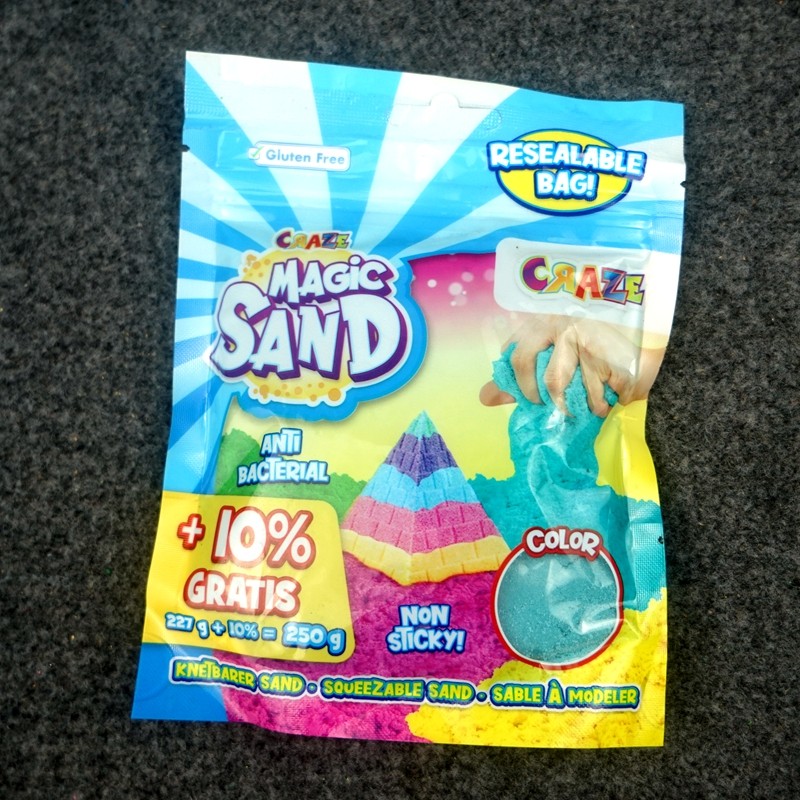 Gluten Free
RESEALABLE
BAG!
CRAZE
MAGIC
SAND
CRAZE
ANTI
BACTERIAL
+ 10%
GRATIS
227 g + 10% = 250 g
NON
STICKY!
COLOR
KNETBARER SAND - SQUEEZABLE SAND - SABLE À MODELER